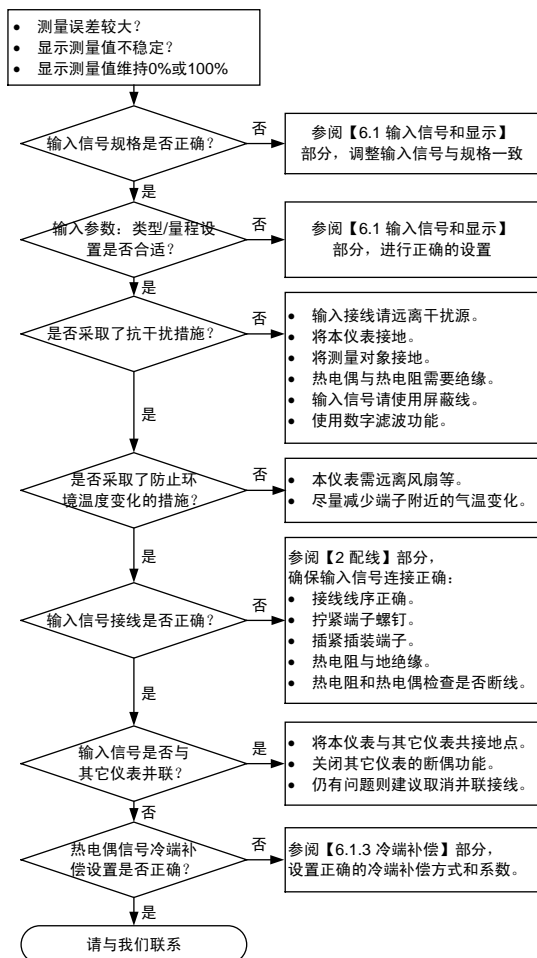 • 测量误差较大？
• 显示测量值不稳定？
• 显示测量值维持0%或100%
输入信号规格是否正确？
否
参阅【6.1 输入信号和显示】
部分，调整输入信号与规格一致
是
输入参数：类型/量程设
置是否合适？
否
参阅【6.1 输入信号和显示】
部分，进行正确的设置
是
是否采取了抗干扰措施？
否
• 输入接线请远离干扰源。
• 将本仪表接地。
• 将测量对象接地。
• 热电偶与热电阻需要绝缘。
• 输入信号请使用屏蔽线。
• 使用数字滤波功能。
是
是否采取了防止环
境温度变化的措施？
否
• 本仪表需远离风扇等。
• 尽量减少端子附近的气温变化。
是
输入信号接线是否正确？
否
参阅【2 配线】部分，
确保输入信号连接正确：
• 接线线序正确。
• 拧紧端子螺钉。
• 插紧插装端子。
• 热电阻与地绝缘。
• 热电阻和热电偶检查是否断线。
是
输入信号是否与
其它仪表并联？
是
• 将本仪表与其它仪表共接地点。
• 关闭其它仪表的断偶功能。
• 仍有问题则建议取消并联接线。
否
热电偶信号冷端补
偿设置是否正确？
否
参阅【6.1.3 冷端补偿】部分，
设置正确的冷端补偿方式和系数。
是
请与我们联系